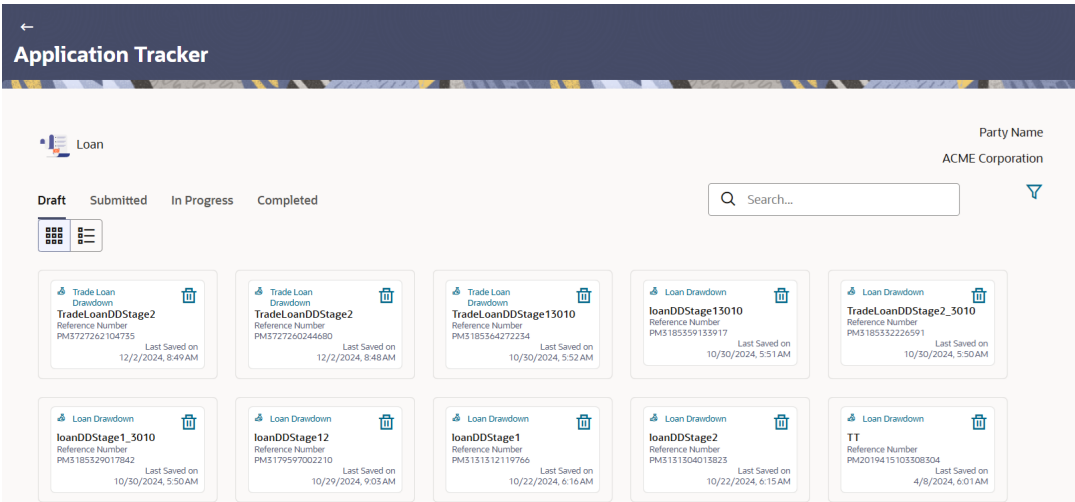 ←
Application Tracker
Loan
Party Name
ACME Corporation
Draft Submitted In Progress Completed
Search...
Trade Loan
Drawdown
TradeLoanDDStage2
Reference Number
PM3727262104735
Last Saved on
12/2/2024, 8:49 AM
Trade Loan
Drawdown
TradeLoanDDStage2
Reference Number
PM3727260244680
Last Saved on
12/2/2024, 8:48 AM
Trade Loan
Drawdown
TradeLoanDDStage13010
Reference Number
PM3185364272234
Last Saved on
10/30/2024, 5:52 AM
Loan Drawdown
loanDDStage13010
Reference Number
PM3185359133917
Last Saved on
10/30/2024, 5:51 AM
Loan Drawdown
TradeLoanDDStage2_3010
Reference Number
PM3185332226591
Last Saved on
10/30/2024, 5:50 AM
Loan Drawdown
loanDDStage1_3010
Reference Number
PM3185329017842
Last Saved on
10/30/2024, 5:50 AM
Loan Drawdown
loanDDStage12
Reference Number
PM3179597002210
Last Saved on
10/29/2024, 9:03 AM
Loan Drawdown
loanDDStage1
Reference Number
PM3131312119766
Last Saved on
10/22/2024, 6:16 AM
Loan Drawdown
loanDDStage2
Reference Number
PM3131304013823
Last Saved on
10/22/2024, 6:15 AM
Loan Drawdown
TT
Reference Number
PM2019415103308304
Last Saved on
4/8/2024, 6:01 AM